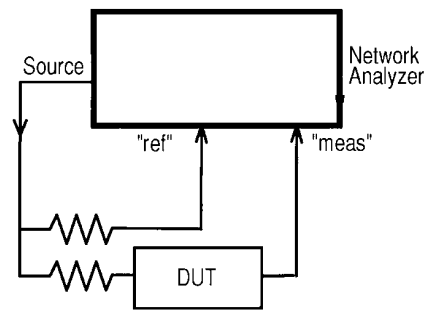 Source
Network
Analyzer
"ref"
"meas"
DUT